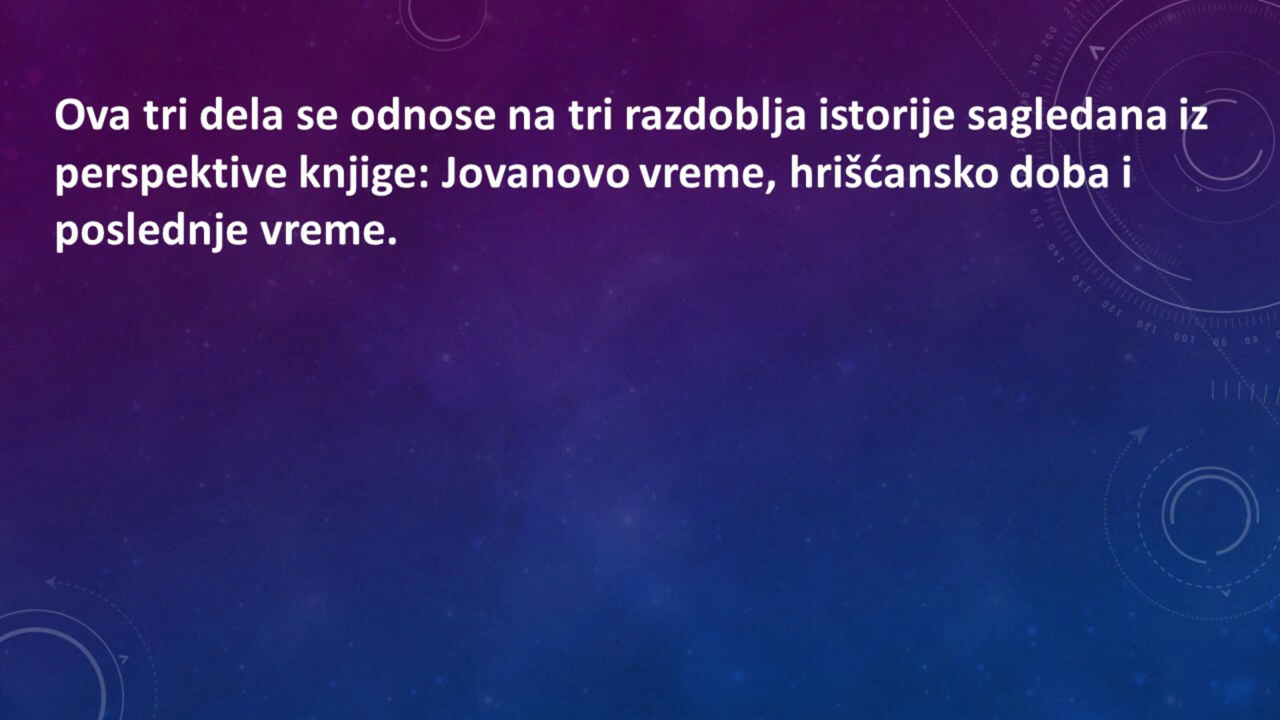 Ova tri dela se odnose na tri razdoblja istorije sagledana iz
perspektive knjige: Jovanovo vreme, hrišćansko doba i
poslednje vreme.